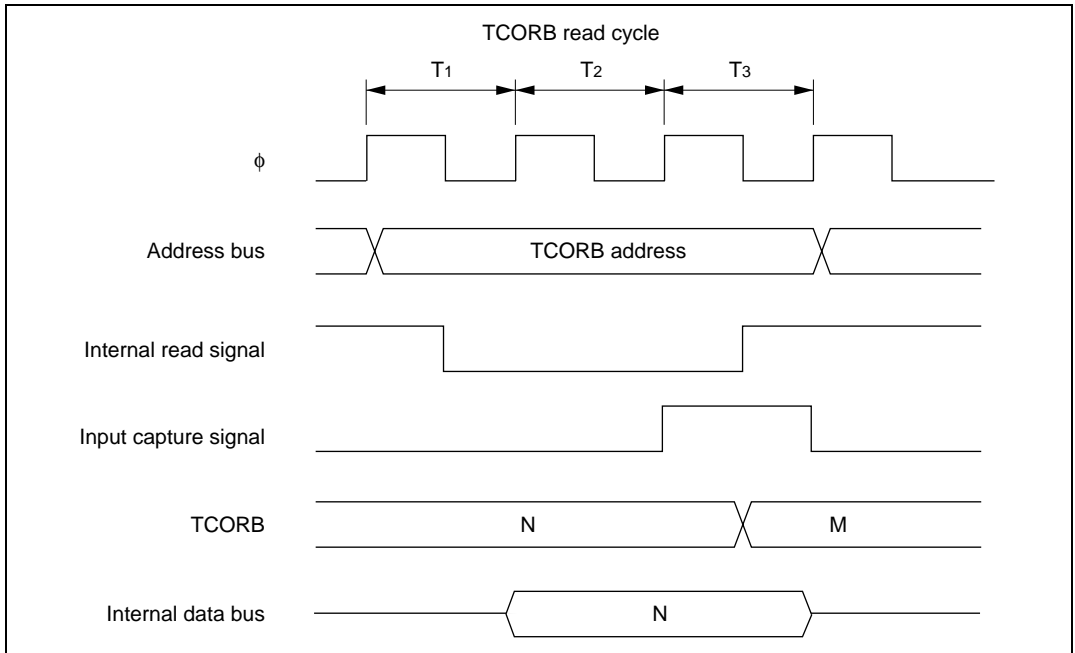 TCORB read cycle
T1 T2 T3
ϕ
Address bus TCORB address
Internal read signal
Input capture signal
TCORB N M
Internal data bus N